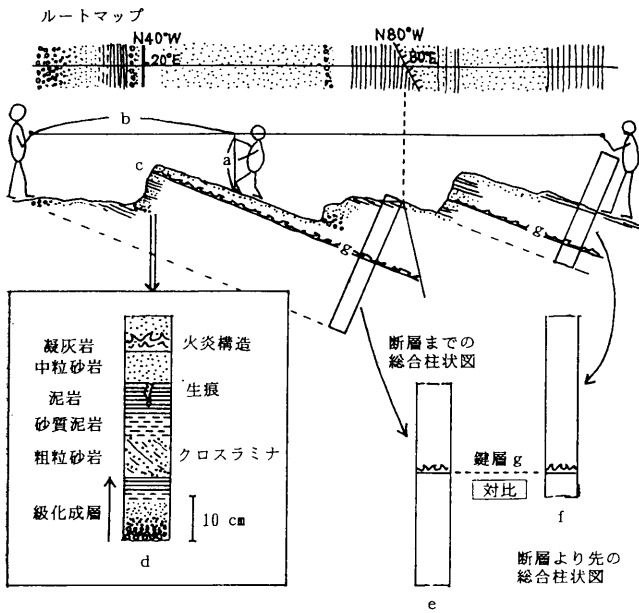 ルートマップ
N40°W
20°E
N80°W
80°E
b
a
c
g
g
断層までの
総合柱状図
凝灰岩
火炎構造
中粒砂岩
泥岩
生痕
砂質泥岩
粗粒砂岩
クロスラミナ
級化成層
10 cm
d
鍵層 g
対比
e
f
断層より先の
総合柱状図